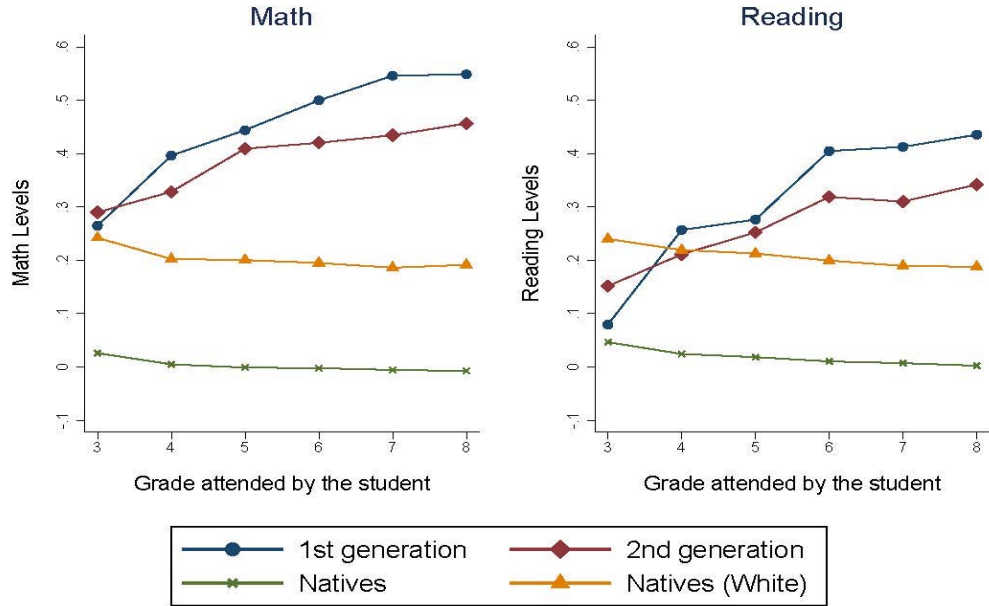 Math
Reading
Math Levels
.6
.5
.4
.3
.2
.1
0
-.1
3 4 5 6 7 8
Grade attended by the student
Reading Levels
.6
.5
.4
.3
.2
.1
0
-.1
3 4 5 6 7 8
Grade attended by the student
1st generation
2nd generation
Natives
Natives (White)